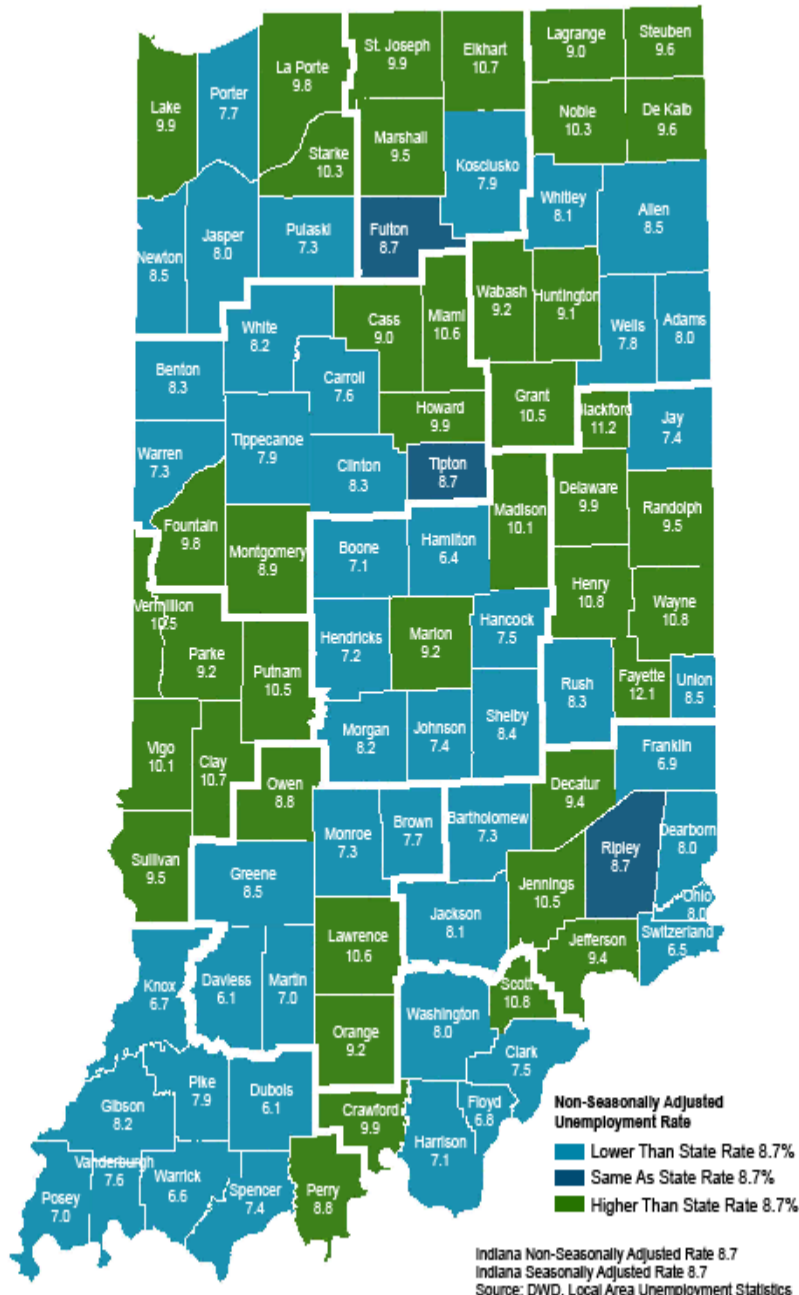 Lake
9.9
Porter
7.7
La Porte
9.8
St. Joseph
9.9
Elkhart
10.7
Lagrange
9.0
Steuben
9.6
Noble
10.3
De Kalb
9.6
Starke
10.3
Marshall
9.5
Kosciusko
7.9
Whitley
8.1
Allen
8.5
Newton
8.5
Jasper
8.0
Pulaski
7.3
Fulton
8.7
Wabash
9.2
Huntington
9.1
Wells
7.8
Adams
8.0
White
8.2
Cass
9.0
Miami
10.6
Benton
8.3
Carroll
7.6
Howard
9.9
Grant
10.5
Blackford
11.2
Jay
7.4
Warren
7.3
Tippecanoe
7.9
Clinton
8.3
Tipton
8.7
Madison
10.1
Delaware
9.9
Randolph
9.5
Fountain
9.8
Montgomery
8.9
Boone
7.1
Hamilton
6.4
Henry
10.8
Wayne
10.8
Vermillion
10.5
Parke
9.2
Putnam
10.5
Hendricks
7.2
Marion
9.2
Hancock
7.5
Rush
8.3
Fayette
12.1
Union
8.5
Vigo
10.1
Clay
10.7
Owen
8.8
Morgan
8.2
Johnson
7.4
Shelby
8.4
Franklin
6.9
Decatur
9.4
Sullivan
9.5
Greene
8.5
Monroe
7.3
Brown
7.7
Bartholomew
7.3
Ripley
8.7
Dearborn
8.0
Ohio
8.0
Jennings
10.5
Switzerland
6.5
Jackson
8.1
Jefferson
9.4
Lawrence
10.6
Knox
6.7
Daviess
6.1
Martin
7.0
Scott
10.8
Washington
8.0
Orange
9.2
Clark
7.5
Gibson
8.2
Pike
7.9
Dubois
6.1
Crawford
9.9
Floyd
6.8
Harrison
7.1
Posey
7.0
Vanderburgh
7.6
Warrick
6.6
Spencer
7.4
Perry
8.8
Non-Seasonally Adjusted
Unemployment Rate
Lower Than State Rate 8.7%
Same As State Rate 8.7%
Higher Than State Rate 8.7%
Indiana Non-Seasonally Adjusted Rate 8.7
Indiana Seasonally Adjusted Rate 8.7
Source: DWD, Local Area Unemployment Statistics